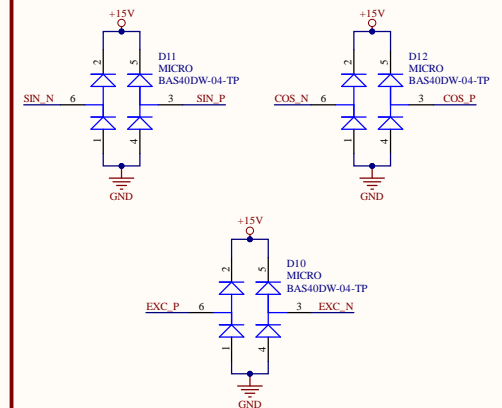 +15V
2
5
D11
MICRO
BAS40DW-04-TP
SIN_N
6
3
SIN_P
1
4
GND
+15V
2
5
D12
MICRO
BAS40DW-04-TP
COS_N
6
3
COS_P
1
4
GND
+15V
2
5
D10
MICRO
BAS40DW-04-TP
EXC_P
6
3
EXC_N
1
4
GND